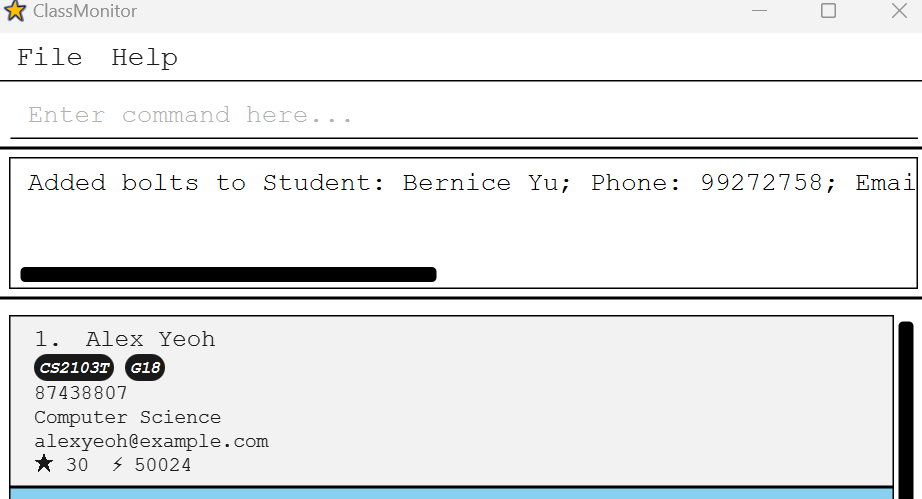 ClassMonitor
File Help
Enter command here...
Added bolts to Student: Bernice Yu; Phone: 99272758; Emai
1. Alex Yeoh
CS2103T G18
87438807
Computer Science
alexyeoh@example.com
★ 30 ⚡ 50024